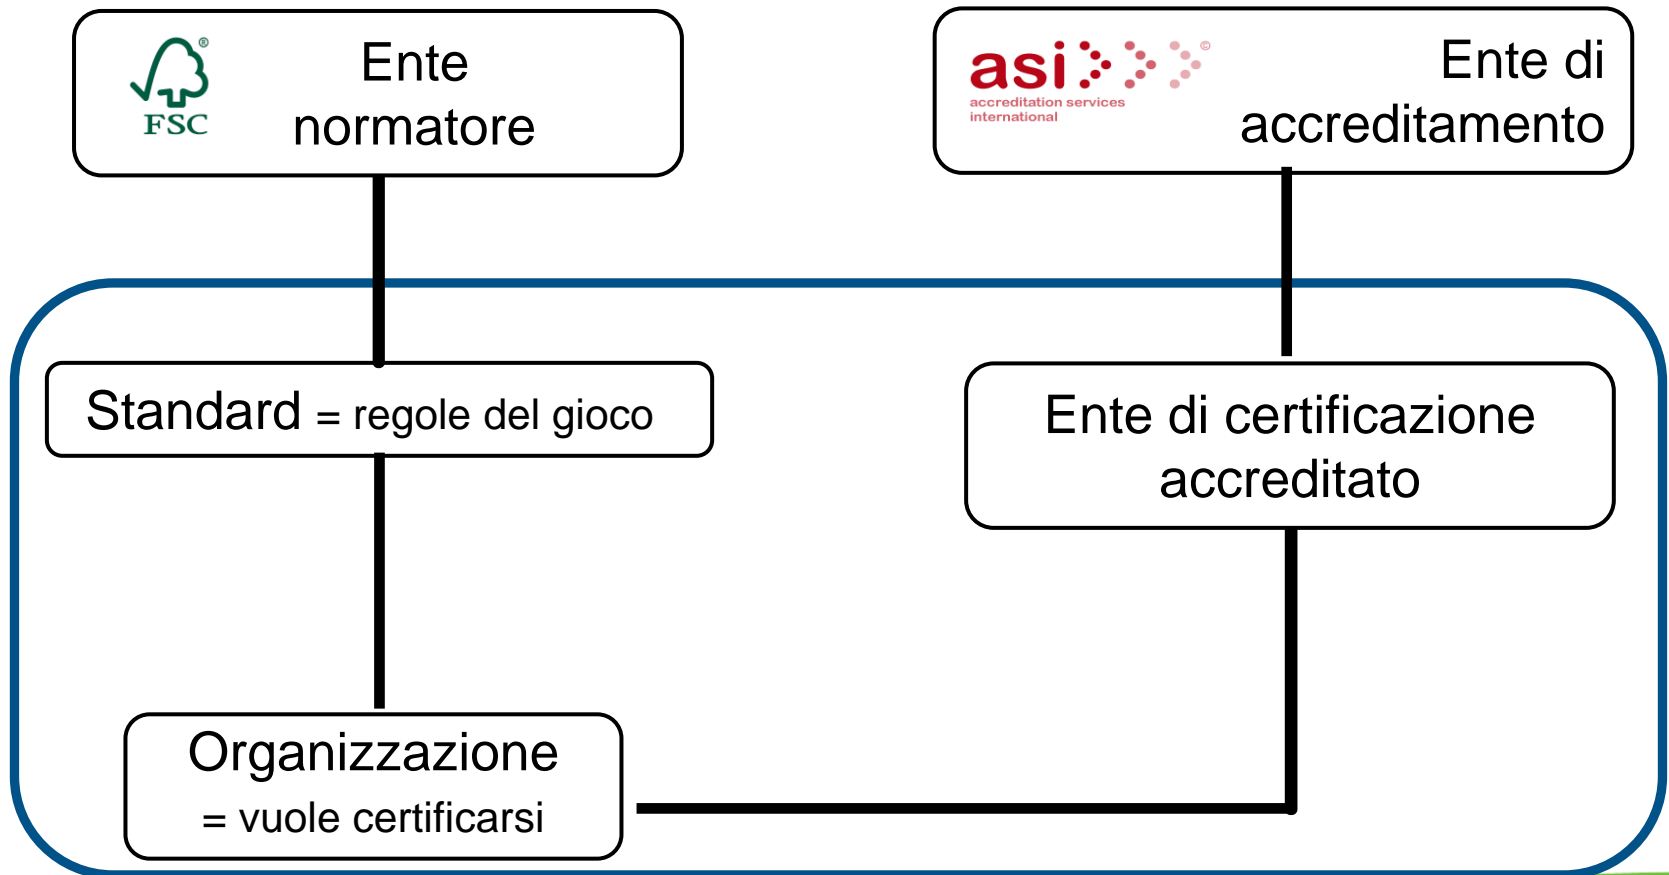 ®
FSC
Ente
normatore
asi ©
accreditation services
international
Ente di
accreditamento
Standard = regole del gioco
Ente di certificazione
accreditato
Organizzazione
= vuole certificarsi